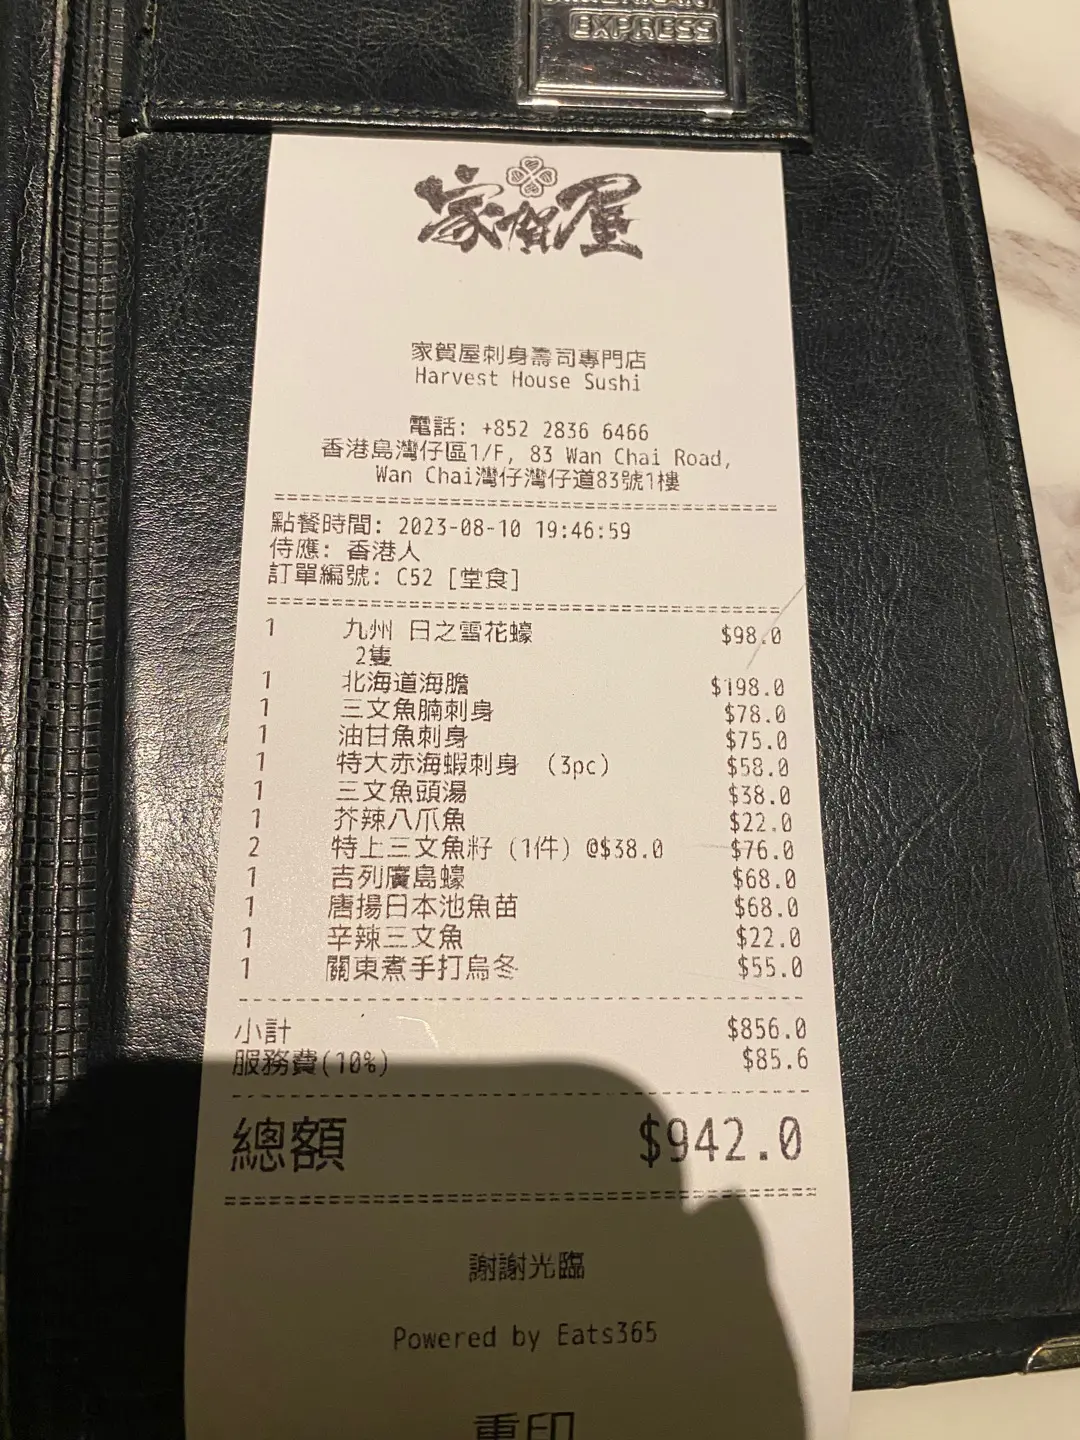 AMERICAN
EXPRESS
家賀屋
家賀屋刺身壽司專門店
Harvest House Sushi
電話: +852 2836 6466
香港島灣仔區1/F, 83 Wan Chai Road,
Wan Chai灣仔灣仔道83號1樓
點餐時間: 2023-08-10 19:46:59
侍應: 香港人
訂單編號: C52 [堂食]
1 九州 日之雪花蠔 $98.0
2隻
1 北海道海膽 $198.0
1 三文魚腩刺身 $78.0
1 油甘魚刺身 $75.0
1 特大赤海蝦刺身 (3pc) $58.0
1 三文魚頭湯 $38.0
1 芥辣八爪魚 $22.0
2 特上三文魚籽 (1件) @$38.0 $76.0
1 吉列廣島蠔 $68.0
1 唐揚日本池魚苗 $68.0
1 辛辣三文魚 $22.0
1 關東煮手打烏冬 $55.0
小計 $856.0
服務費(10%) $85.6
總額 $942.0
謝謝光臨
Powered by Eats365
重印